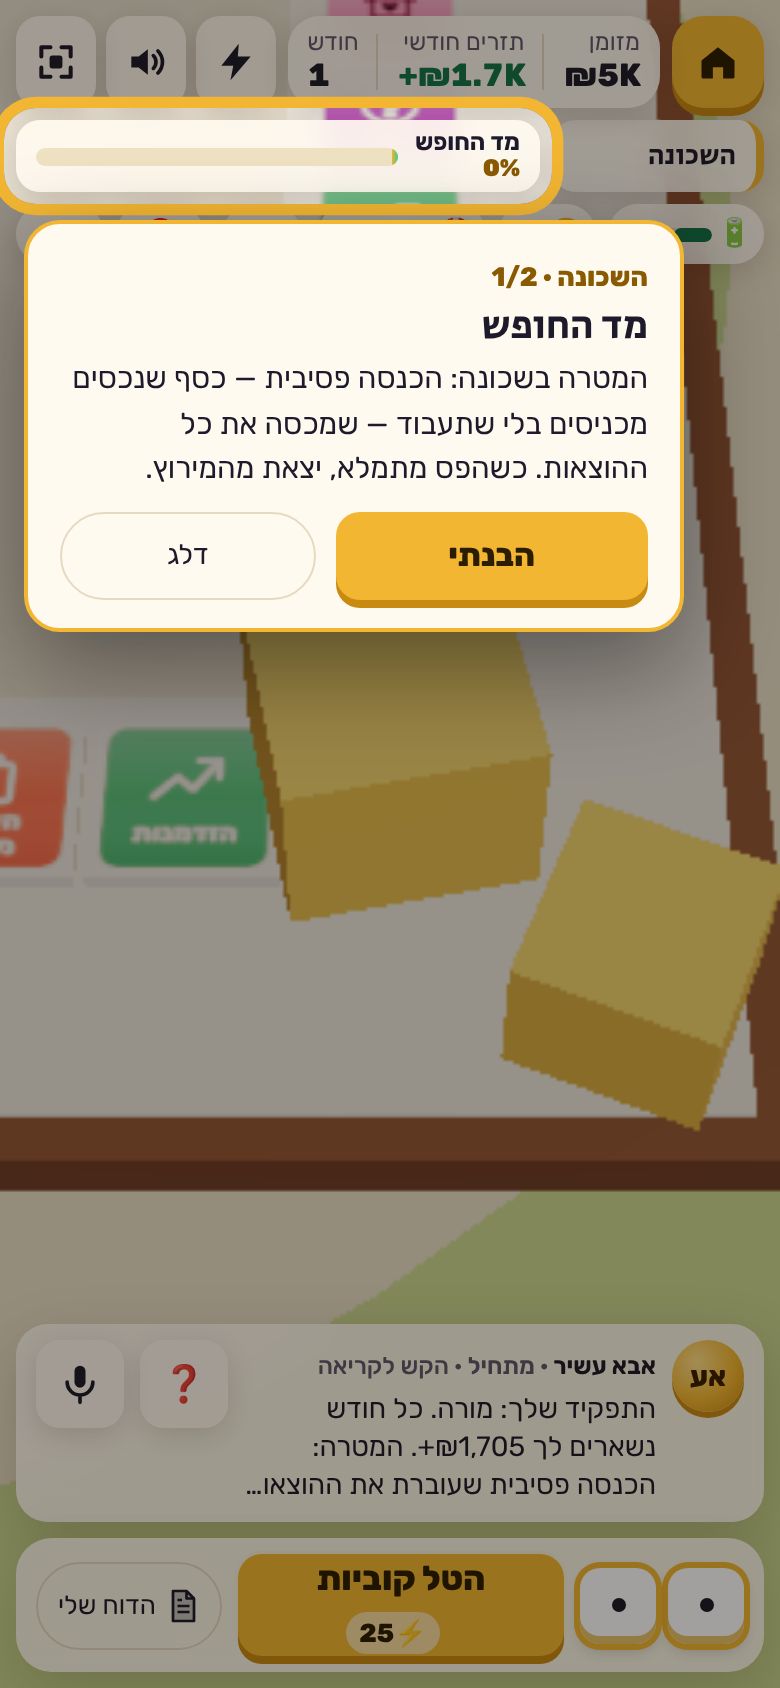 מזומן
₪5K
תזרים חודשי
+₪1.7K
חודש
1
השכונה
מד החופש
0%
השכונה • 1/2
מד החופש
המטרה בשכונה: הכנסה פסיבית – כסף שנכסים
מכניסים בלי שתעבוד – שמכסה את כל
ההוצאות. כשהפס מתמלא, יצאת מהמירוץ.
הבנתי
דלג
הזדמנות
אבא עשיר • מתחיל • הקש לקריאה
אע
התפקיד שלך: מורה. כל חודש
נשארים לך ₪1,705+. המטרה:
הכנסה פסיבית שעוברת את ההוצאו...
הטל קוביות
⚡25
הדוח שלי